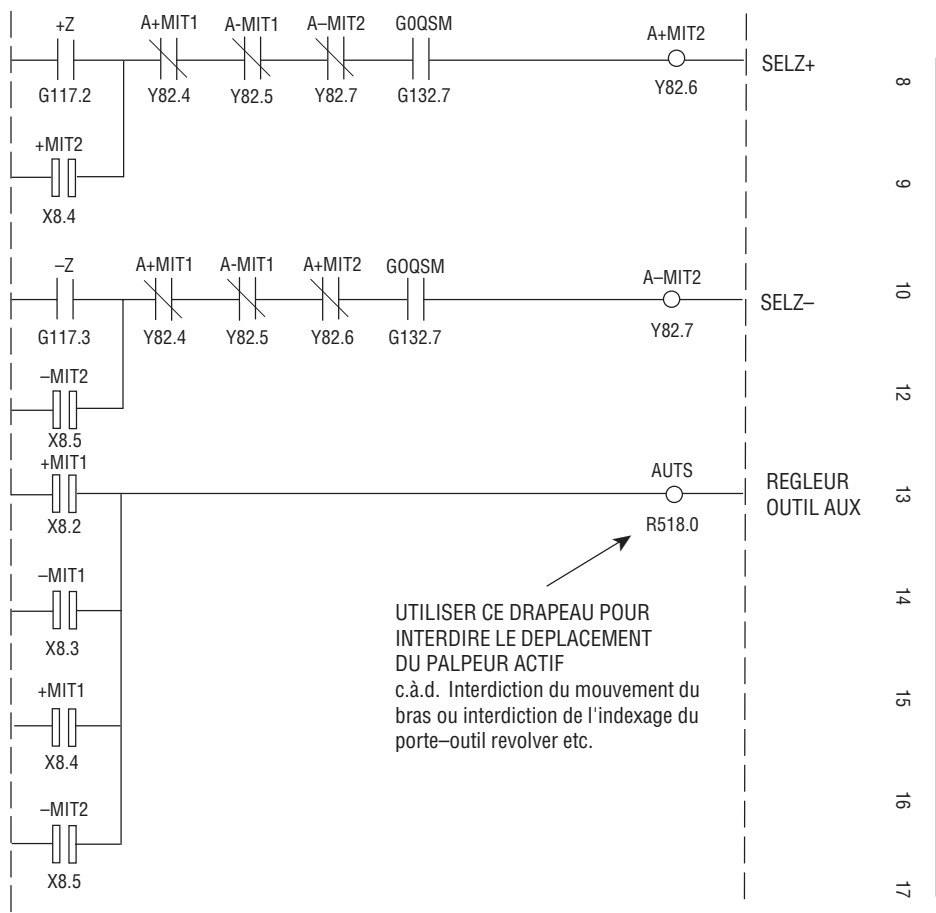 +Z A+MIT1 A-MIT1 A–MIT2 G0QSM A+MIT2
SELZ+
G117.2 Y82.4 Y82.5 Y82.7 G132.7 Y82.6
8
+MIT2
X8.4
9
–Z A+MIT1 A-MIT1 A+MIT2 GOQSM A–MIT2
SELZ–
G117.3 Y82.4 Y82.5 Y82.6 G132.7 Y82.7
10
–MIT2
X8.5
12
+MIT1 AUTS
REGLEUR
OUTIL AUX
X8.2 R518.0
13
–MIT1
X8.3
14
UTILISER CE DRAPEAU POUR
INTERDIRE LE DEPLACEMENT
DU PALPEUR ACTIF
c.à.d. Interdiction du mouvement du
bras ou interdiction de l'indexage du
porte–outil revolver etc.
+MIT1
X8.4
15
–MIT2
X8.5
16
17